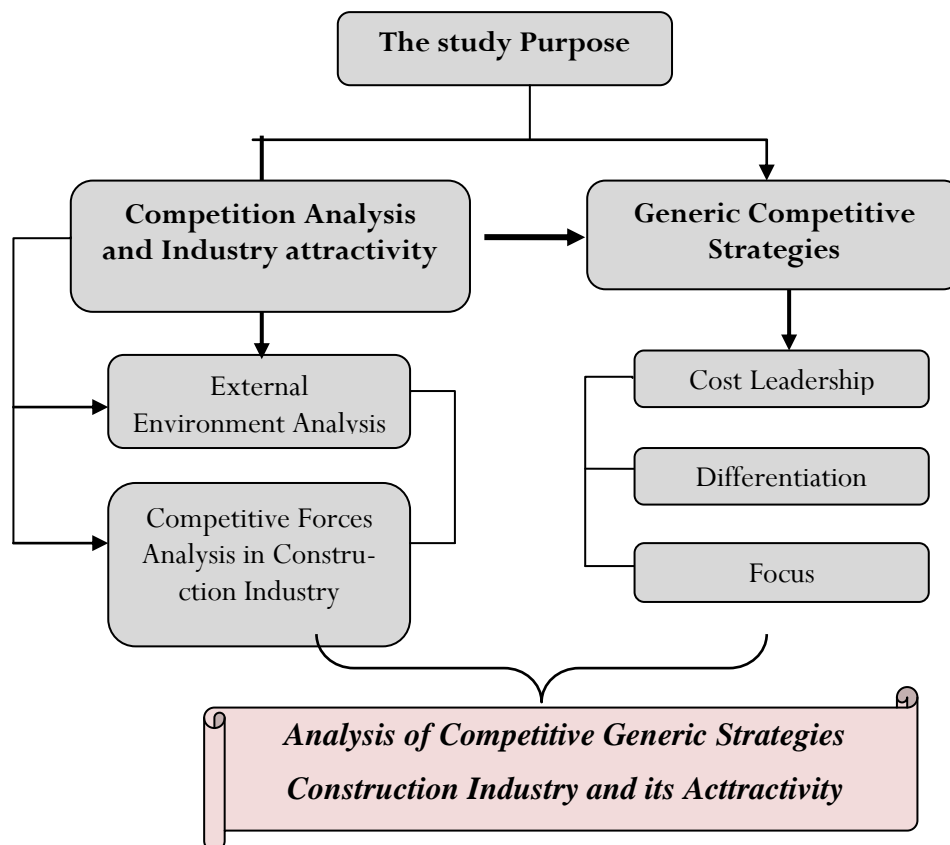 The study Purpose
Competition Analysis
and Industry attractivity
Generic Competitive
Strategies
External
Environment Analysis
Competitive Forces
Analysis in Constru-
ction Industry
Cost Leadership
Differentiation
Focus
Analysis of Competitive Generic Strategies
Construction Industry and its Acttractivity